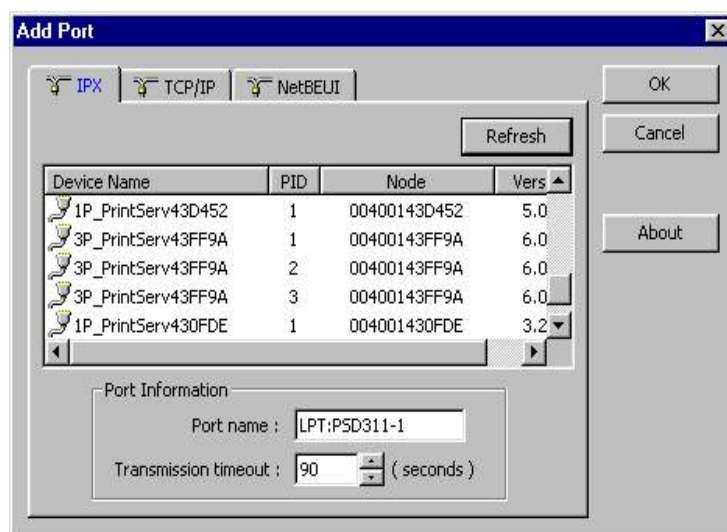 Add Port
IPX TCP/IP NetBEUI
OK
Refresh
Cancel
Device Name PID Node Vers
1P_PrintServ43D452 1 00400143D452 5.0
3P_PrintServ43FF9A 1 00400143FF9A 6.0
About
3P_PrintServ43FF9A 2 00400143FF9A 6.0
3P_PrintServ43FF9A 3 00400143FF9A 6.0
1P_PrintServ430FDE 1 004001430FDE 3.2
Port Information
Port name : LPT:PSD311-1
Transmission timeout : 90 ( seconds )